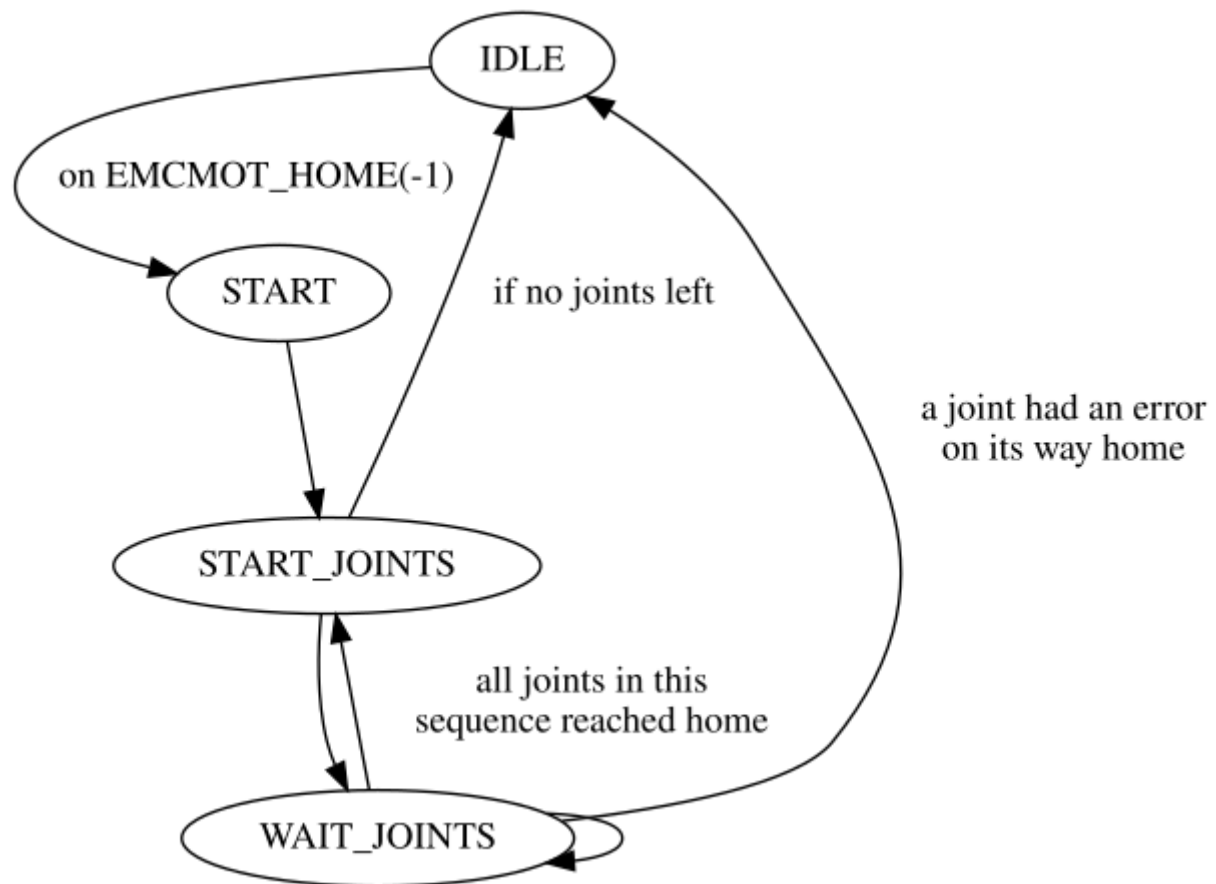 IDLE
on EMCMOT_HOME(-1)
START
if no joints left
a joint had an error
on its way home
START_JOINTS
all joints in this
sequence reached home
WAIT_JOINTS